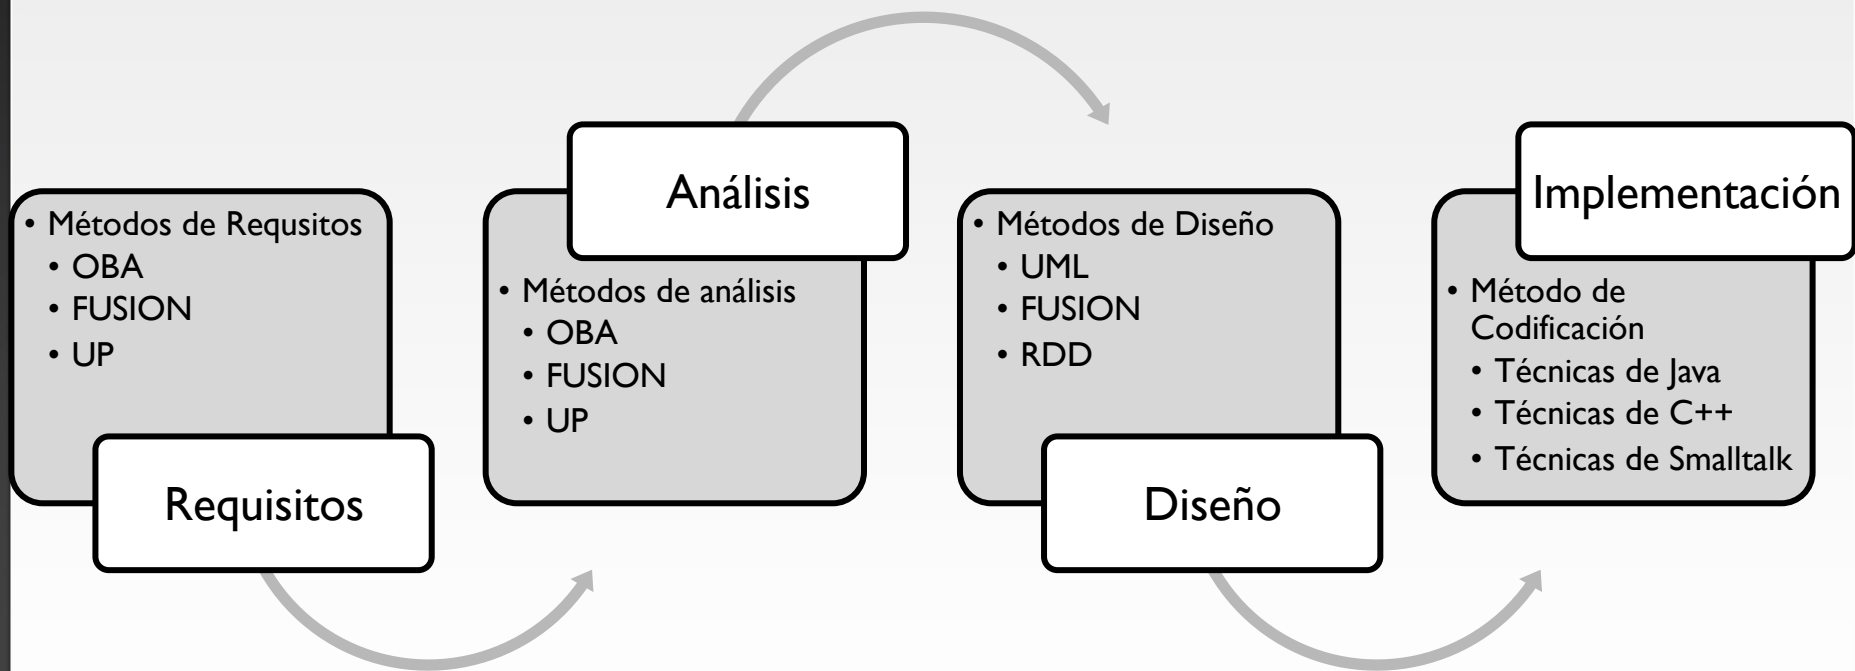 • Métodos de Requsitos
• OBA
• FUSION
• UP
Requisitos
Análisis
• Métodos de análisis
• OBA
• FUSION
• UP
• Métodos de Diseño
• UML
• FUSION
• RDD
Diseño
Implementación
• Método de
Codificación
• Técnicas de Java
• Técnicas de C++
• Técnicas de Smalltalk